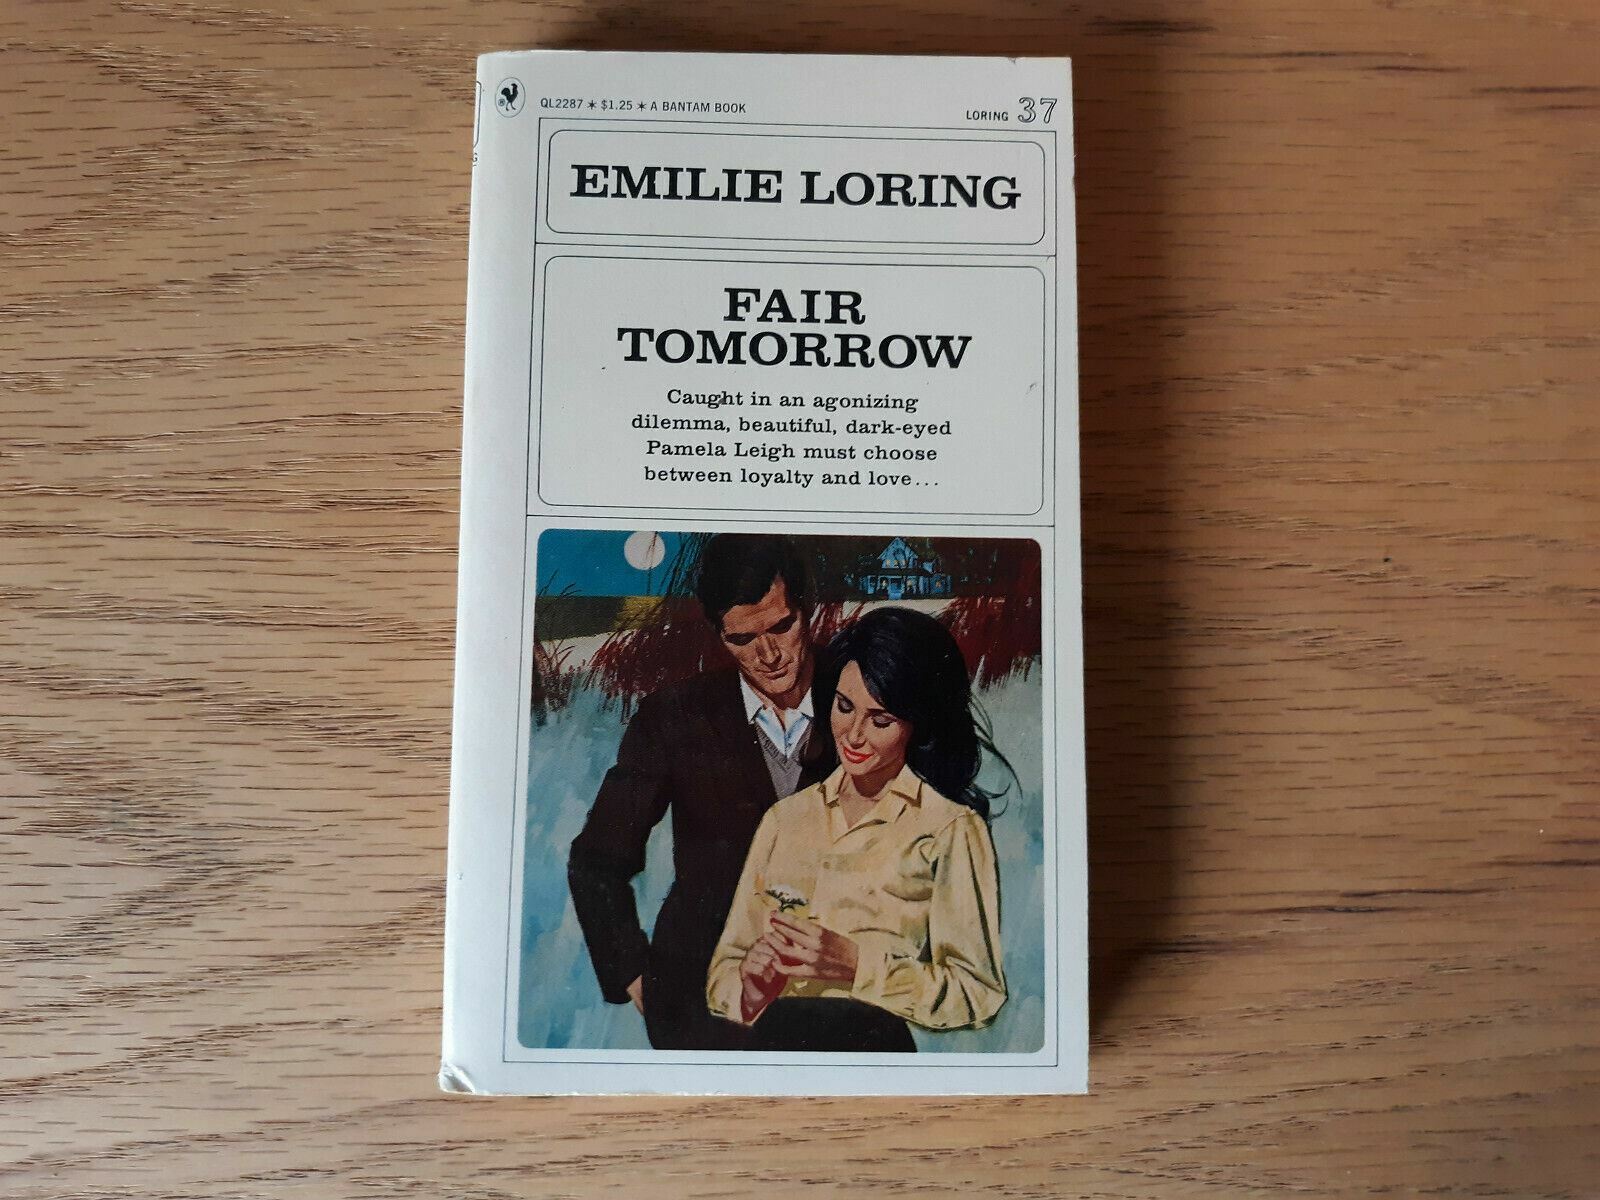 QL2287 * $1.25 * A BANTAM BOOK
LORING 37
EMILIE LORING
FAIR
TOMORROW
Caught in an agonizing
dilemma, beautiful, dark-eyed
Pamela Leigh must choose
between loyalty and love...